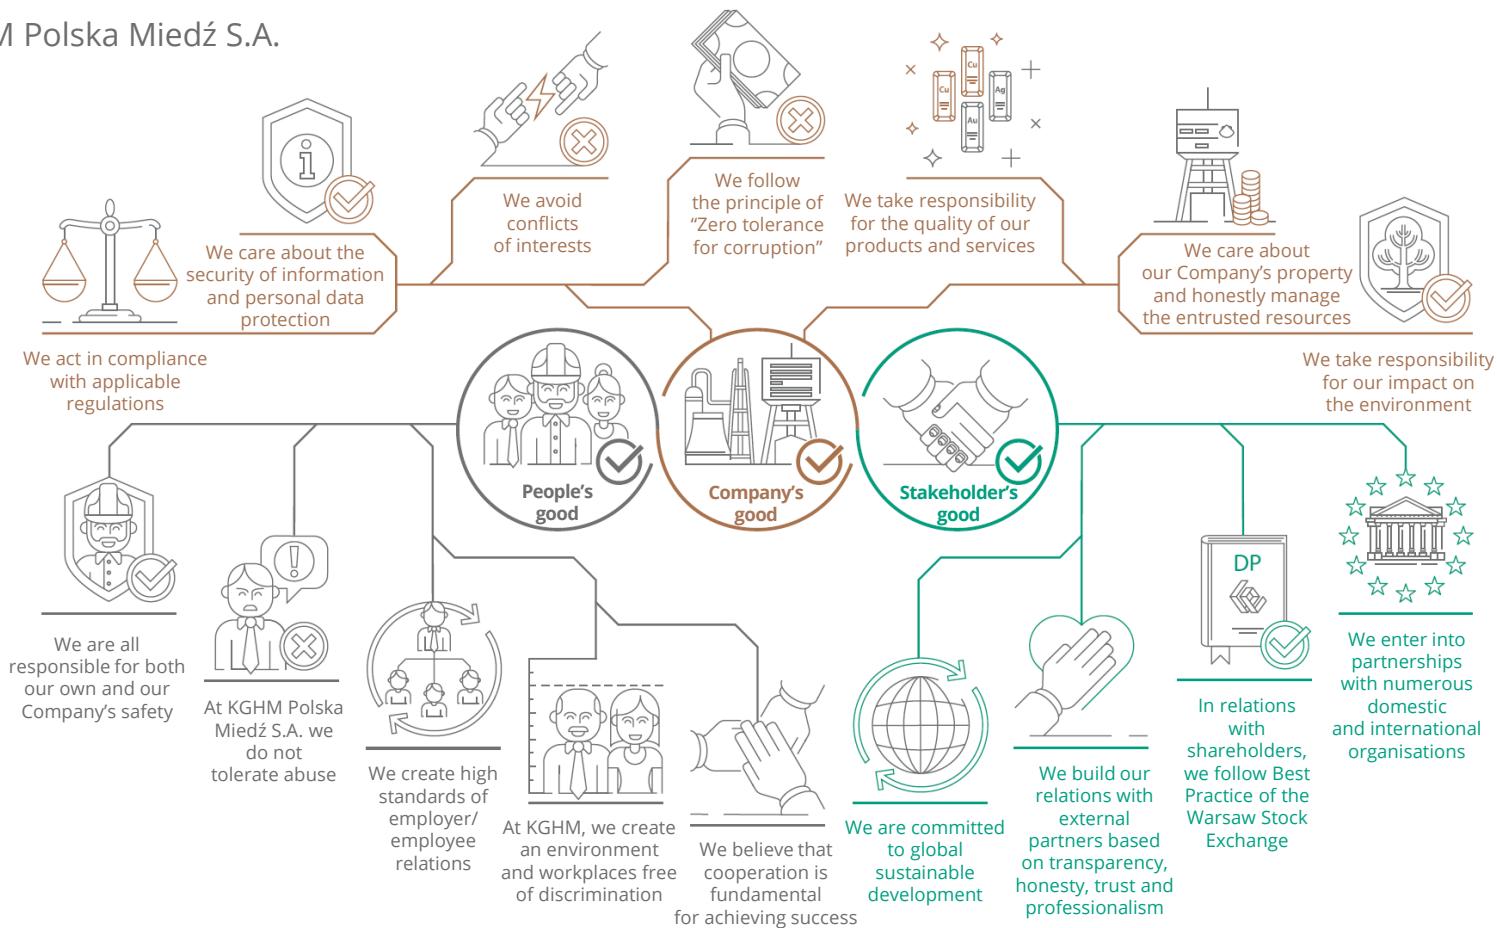 M Polska Miedź S.A.
Cu
Cu
Ag
Au
We avoid
conflicts
of interests
We follow
the principle of
“Zero tolerance
for corruption”
We take responsibility
for the quality of our
products and services
We care about the
security of information
and personal data
protection
We care about
our Company’s property
and honestly manage
the entrusted resources
We act in compliance
with applicable
regulations
We take responsibility
for our impact on
the environment
People’s
good
Company’s
good
Stakeholder’s
good
We are all
responsible for both
our own and our
Company’s safety
At KGHM Polska
Miedź S.A. we
do not
tolerate abuse
We create high
standards of
employer/
employee
relations
At KGHM, we create
an environment
and workplaces free
of discrimination
We believe that
cooperation is
fundamental
for achieving success
We are committed
to global
sustainable
development
We build our
relations with
external
partners based
on transparency,
honesty, trust and
professionalism
DP
In relations
with
shareholders,
we follow Best
Practice of the
Warsaw Stock
Exchange
We enter into
partnerships
with numerous
domestic
and international
organisations